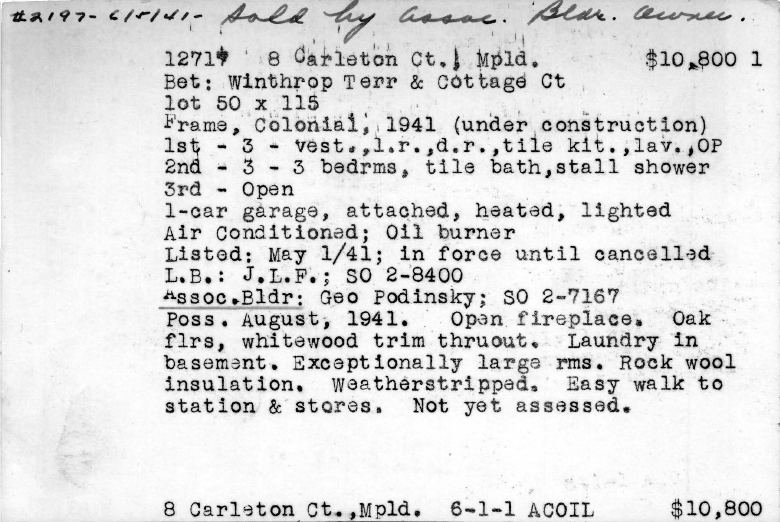 #2197- 6/5/41- Sold by assoc. Bldr. Owner.
12719 8 Carleton Ct., Mpld. $10,800 1
Bet: Winthrop Terr & Cottage Ct
lot 50 x 115
Frame, Colonial, 1941 (under construction)
1st - 3 - vest.,l.r.,d.r.,tile kit.,lav.,OP
2nd - 3 - 3 bedrms, tile bath,stall shower
3rd - Open
1-car garage, attached, heated, lighted
Air Conditioned; Oil burner
Listed: May 1/41; in force until cancelled
L.B.: J.L.F.; SO 2-8400
Assoc.Bldr: Geo Podinsky; SO 2-7167
Poss. August, 1941. Open fireplace. Oak
flrs, whitewood trim thruout. Laundry in
basement. Exceptionally large rms. Rock wool
insulation. Weatherstripped. Easy walk to
station & stores. Not yet assessed.
8 Carleton Ct.,Mpld. 6-1-1 ACOIL $10,800